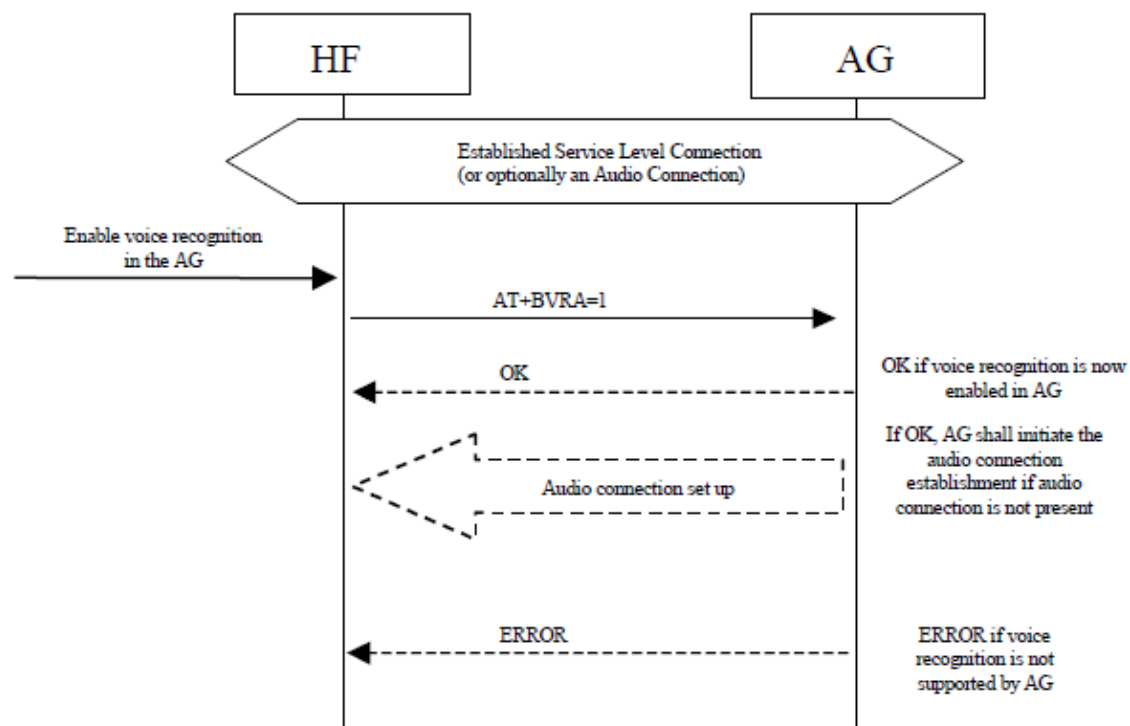 HF
AG
Established Service Level Connection
(or optionally an Audio Connection)
Enable voice recognition
in the AG
AT+BVRA=1
OK
OK if voice recognition is now
enabled in AG
If OK, AG shall initiate the
audio connection
establishment if audio
connection is not present
Audio connection set up
ERROR
ERROR if voice
recognition is not
supported by AG